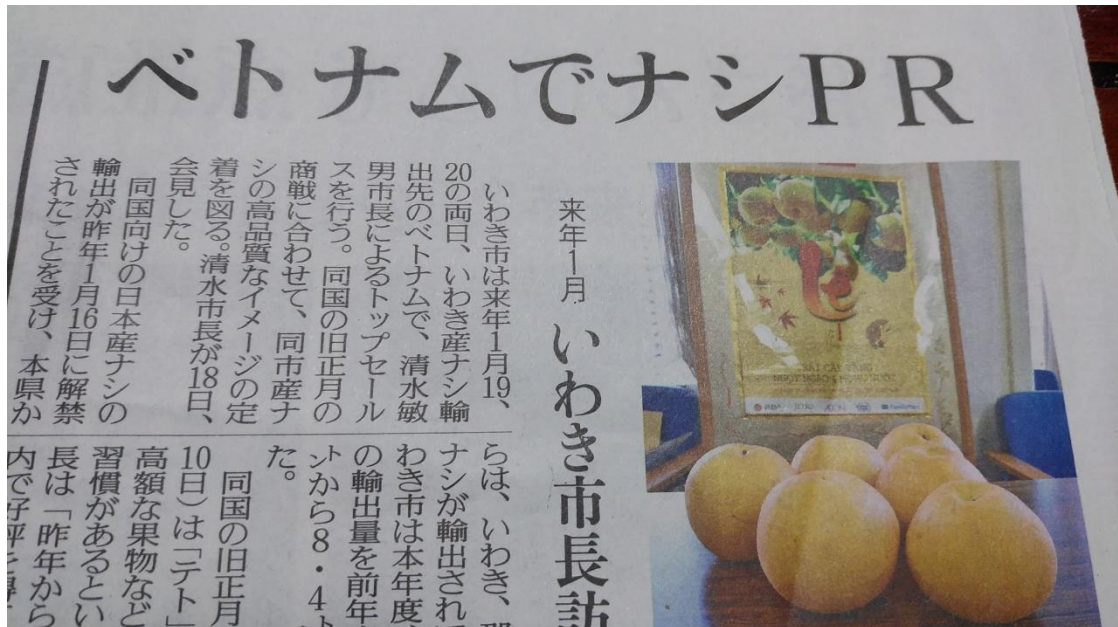 ベトナムでナシPR
来年1月 いわき市長訪
いわき市は来年1月19、
20の両日、いわき産ナシ輸
出先のベトナムで、清水敏
男市長によるトップセール
スを行う。同国の旧正月の
商戦に合わせて、同市産ナ
シの高品質なイメージの定
着を図る。清水市長が18日、
会見した。
同国向けの日本産ナシの
輸出が昨年1月16日に解禁
されたことを受け、本県か
らは、いわき、
ナシが輸出され
わき市は本年度
の輸出量を前年
トンから8・4ト
た。
同国の旧正月
10日)は「テト」
高額な果物など
習慣があるとい
長は「昨年から
内で好評を得
FamilyMart